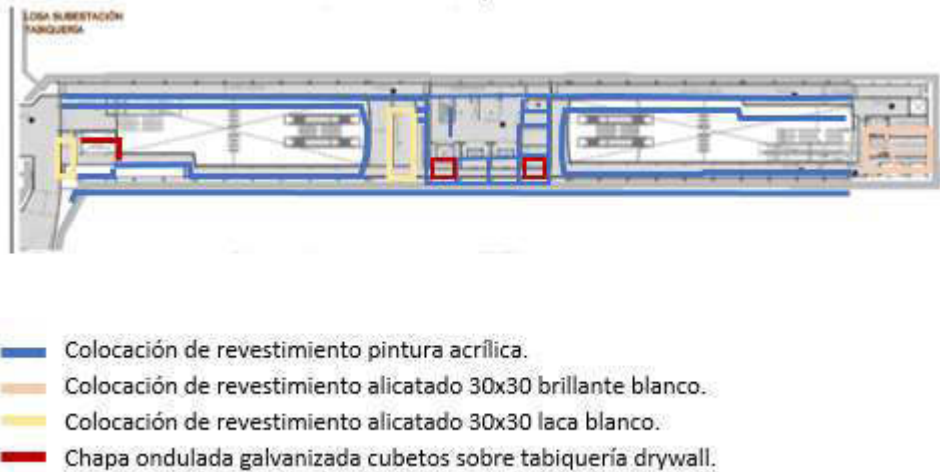 LOSA SUBESTACIÓN
TABIQUERÍA
Colocación de revestimiento pintura acrílica.
Colocación de revestimiento alicatado 30x30 brillante blanco.
Colocación de revestimiento alicatado 30x30 laca blanco.
Chapa ondulada galvanizada cubetos sobre tabiquería drywall.